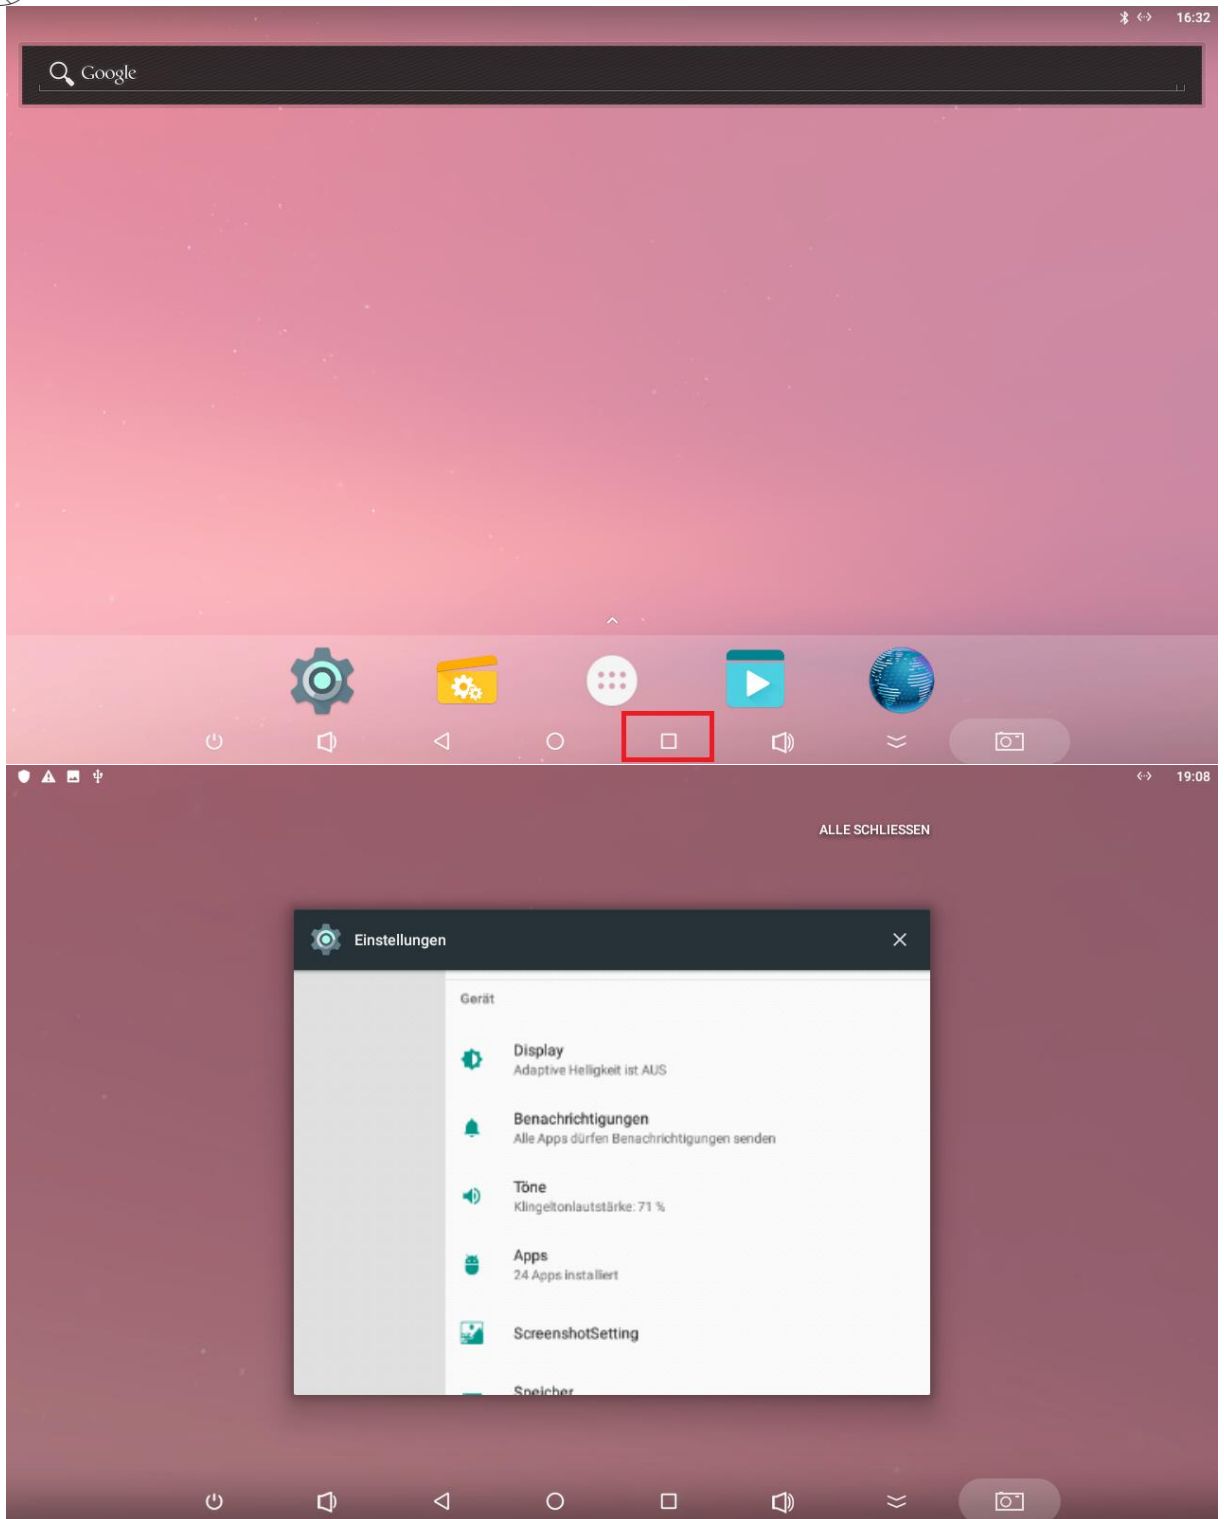 16:32
Google
19:08
ALLE SCHLIESSEN
Einstellungen
Gerät
Display
Adaptive Helligkeit ist AUS
Benachrichtigungen
Alle Apps dürfen Benachrichtigungen senden
Töne
Klingeltonlautstärke: 71 %
Apps
24 Apps installiert
ScreenshotSetting
Speicher